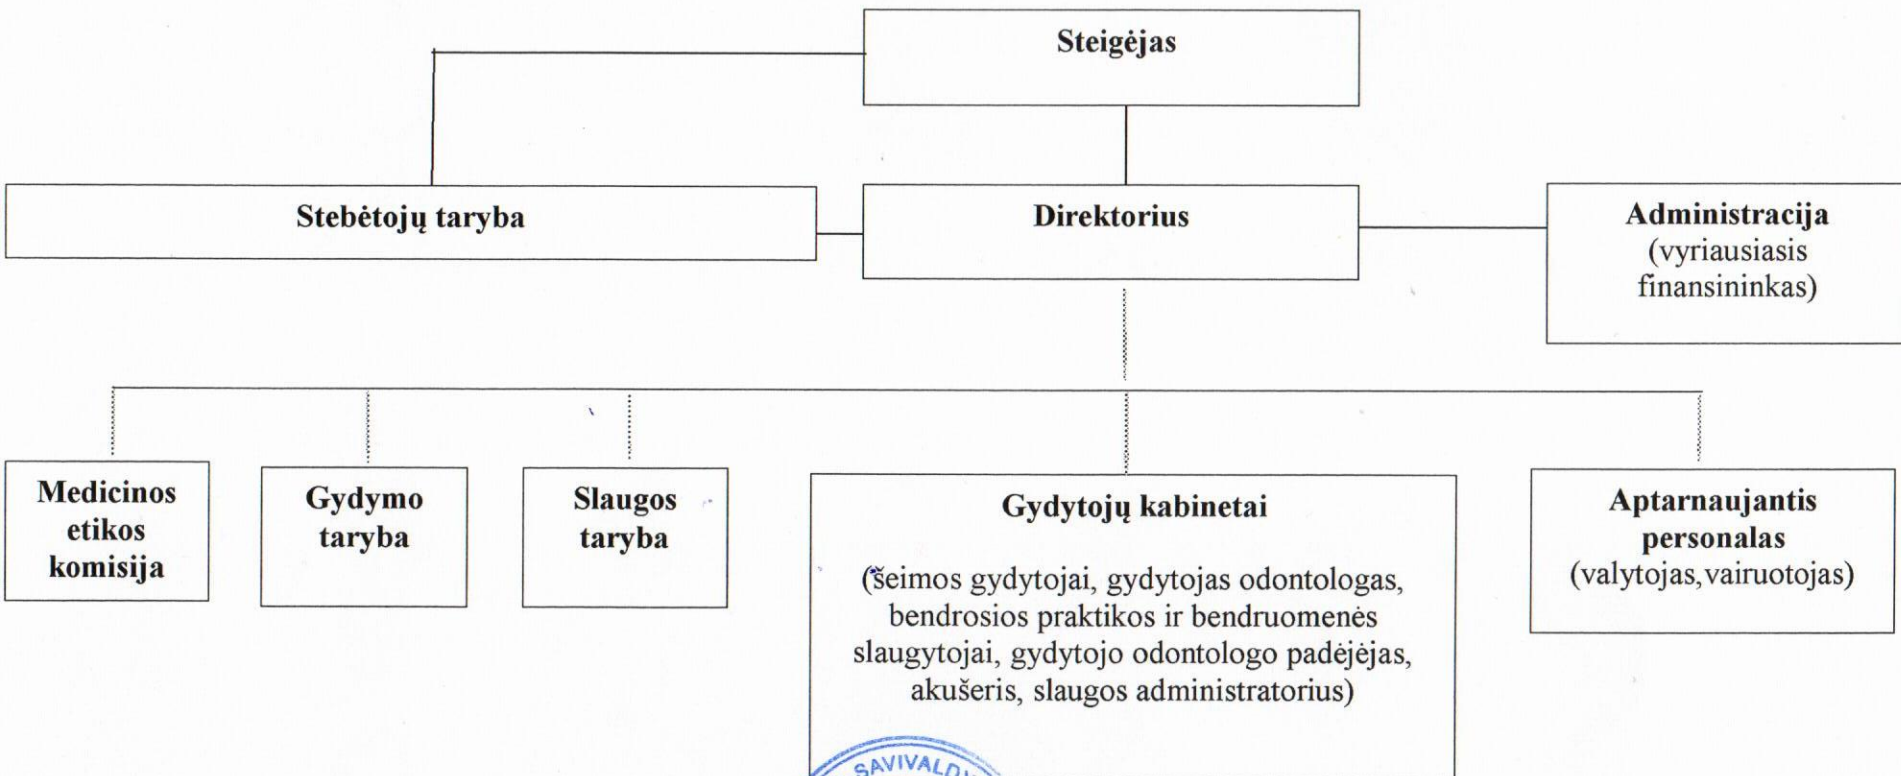 Steigėjas
Stebėtojų taryba
Direktorius
Administracija
(vyriausiasis
finansininkas)
Medicinos
etikos
komisija
Gydymo
taryba
Slaugos
taryba
Gydytojų kabinetai
(šeimos gydytojai, gydytojas odontologas,
bendrosios praktikos ir bendruomenės
slaugytojai, gydytojo odontologo padėjėjas,
akušeris, slaugos administratorius)
Aptarnaujantis
personalas
(valytojas,vairuotojas)